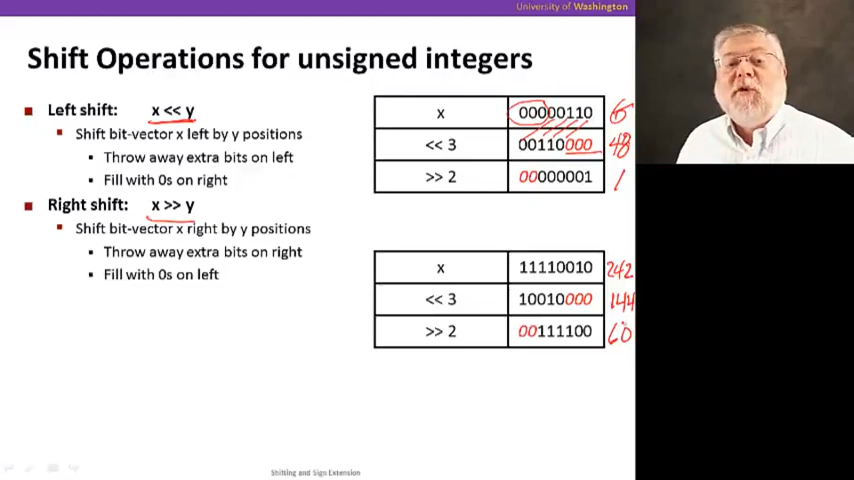 University of Washington
Shift Operations for unsigned integers
Left shift: x << y
Shift bit-vector x left by y positions
Throw away extra bits on left
Fill with 0s on right
Right shift: x >> y
Shift bit-vector x right by y positions
Throw away extra bits on right
Fill with 0s on left
x 00000110 6
<< 3 00110000 48
>> 2 00000001 1
x 11110010 242
<< 3 10010000 144
>> 2 00111100 60
Shifting and Sign Extension